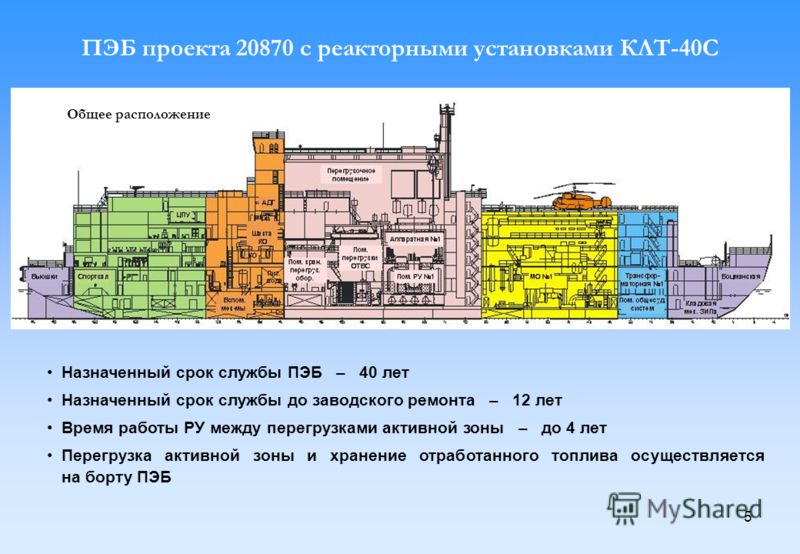 ПЭБ проекта 20870 с реакторными установками КЛТ-40С
Общее расположение
Перегрузочное
помещение
АДГ
ЦПУ
Шахта
КО
Аппаратная №1
Пом.
перегрузки
ОТВС
Пом. хран.
перегруз.
обор.
Пом. РУ №1
МО №1
Вьюшки
Спортзал
Вспом.
мех-мы
Трансфор-
маторная №1
Пом. общесуд.
систем
Боцманская
Кладовая
мех. ЗИПа
• Назначенный срок службы ПЭБ – 40 лет
• Назначенный срок службы до заводского ремонта – 12 лет
• Время работы РУ между перегрузками активной зоны – до 4 лет
• Перегрузка активной зоны и хранение отработанного топлива осуществляется
на борту ПЭБ
MyShared
5